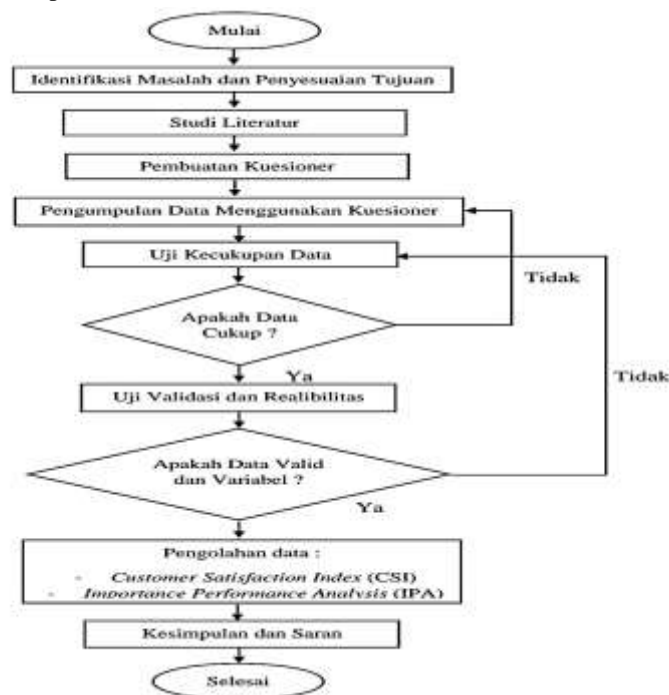 Mulai
Identifikasi Masalah dan Penyesuaian Tujuan
Studi Literatur
Pembuatan Kuesioner
Pengumpulan Data Menggunakan Kuesioner
Uji Kecukupan Data
Tidak
Apakah Data
Cukup ?
Ya
Uji Validasi dan Realibilitas
Tidak
Apakah Data Valid
dan Variabel ?
Ya
Pengolahan data :
- Customer Satisfaction Index (CSI)
- Importance Performance Analysis (IPA)
Kesimpulan dan Saran
Selesai